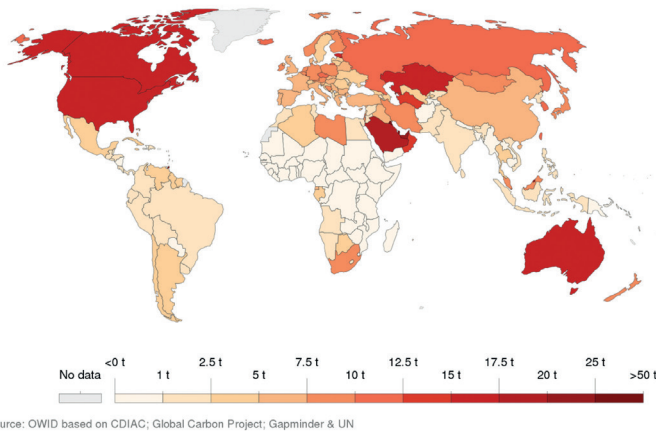 <0 t 2.5 t 7.5 t 12.5 t 17.5 t 25 t
No data 1 t 5 t 10 t 15 t 20 t >50 t
urce: OWID based on CDIAC; Global Carbon Project; Gapminder & UN